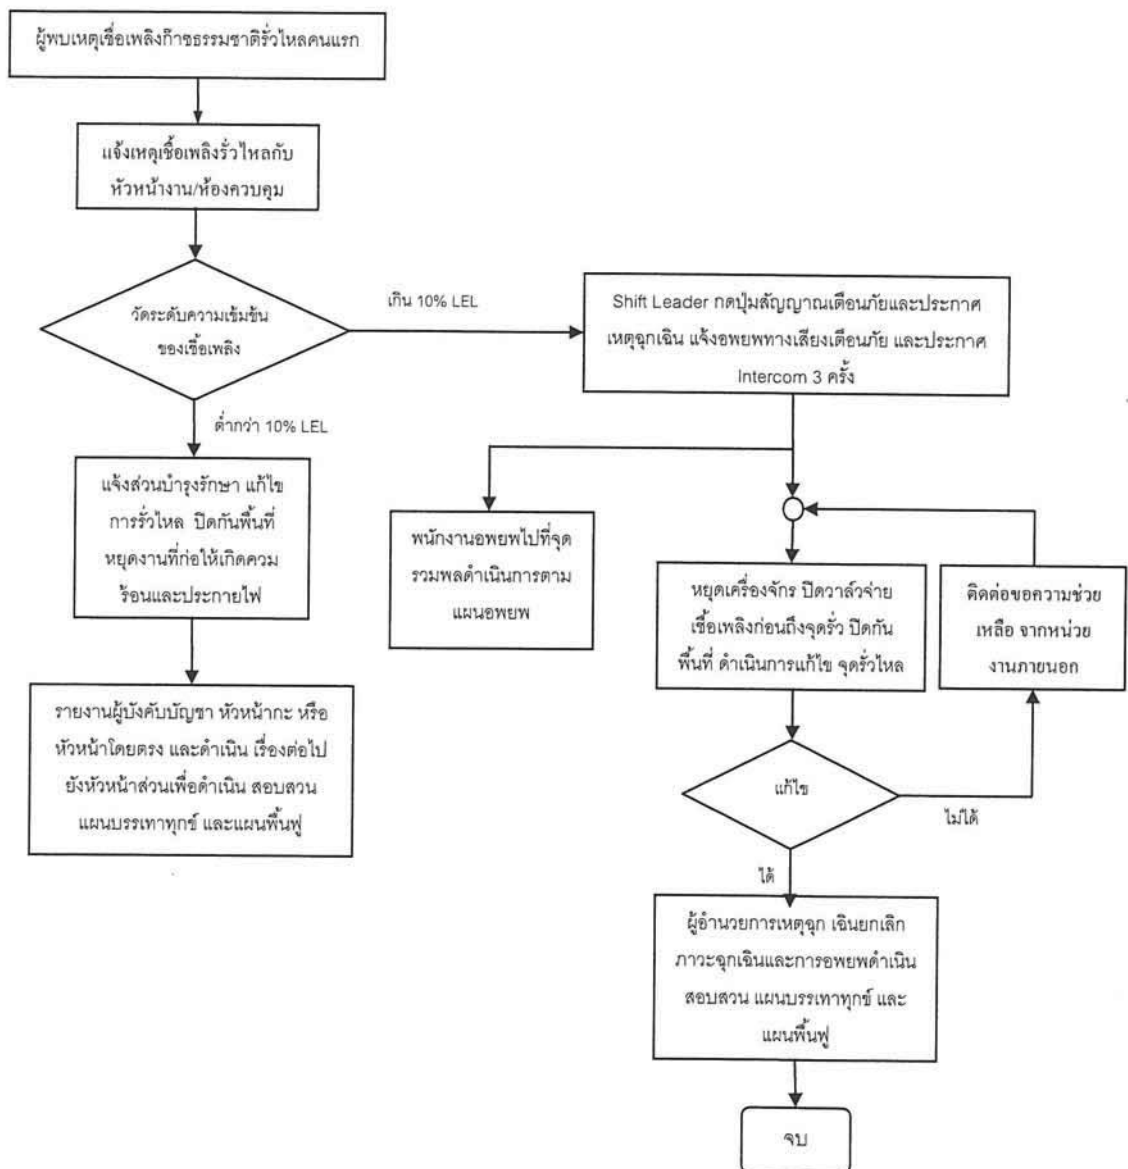 ผู้พบเหตุเชื่อเพลิงก๊าซธรรมชาติรั่วไหลคนแรก
แจ้งเหตุเชื้อเพลิงรั่วไหลกับ
หัวหน้างาน/ห้องควบคุม
วัดระดับความเข้มข้น
ของเชื้อเพลิง
เกิน 10% LEL
Shift Leader กดปุ่มสัญญาณเตือนภัยและประกาศ
เหตุฉุกเฉิน แจ้งอพยพทางเสียงเตือนภัย และประกาศ
Intercom 3 ครั้ง
ต่ำกว่า 10% LEL
แจ้งส่วนบำรุงรักษา แก้ไข
การรั่วไหล ปิดกันพื้นที่
หยุดงานที่ก่อให้เกิดควม
ร้อนและประกายไฟ
พนักงานอพยพไปที่จุด
รวมพลดำเนินการตาม
แผนอพยพ
หยุดเครื่องจักร ปิดวาล์วจ่าย
เชื้อเพลิงก่อนถึงจุดรั่ว ปิดกัน
พื้นที่ ดำเนินการแก้ไข จุดรั่วไหล
ติดต่อขอความช่วย
เหลือ จากหน่วย
งานภายนอก
รายงานผู้บังคับบัญชา หัวหน้ากะ หรือ
หัวหน้าโดยตรง และดำเนิน เรื่องต่อไป
ยังหัวหน้าส่วนเพื่อดำเนิน สอบสวน
แผนบรรเทาทุกข์ และแผนฟื้นฟู
แก้ไข
ไม่ได้
ได้
ผู้อำนวยการเหตุฉุก เฉินยกเลิก
ภาวะฉุกเฉินและการอพยพดำเนิน
สอบสวน แผนบรรเทาทุกข์ และ
แผนฟื้นฟู
จบ